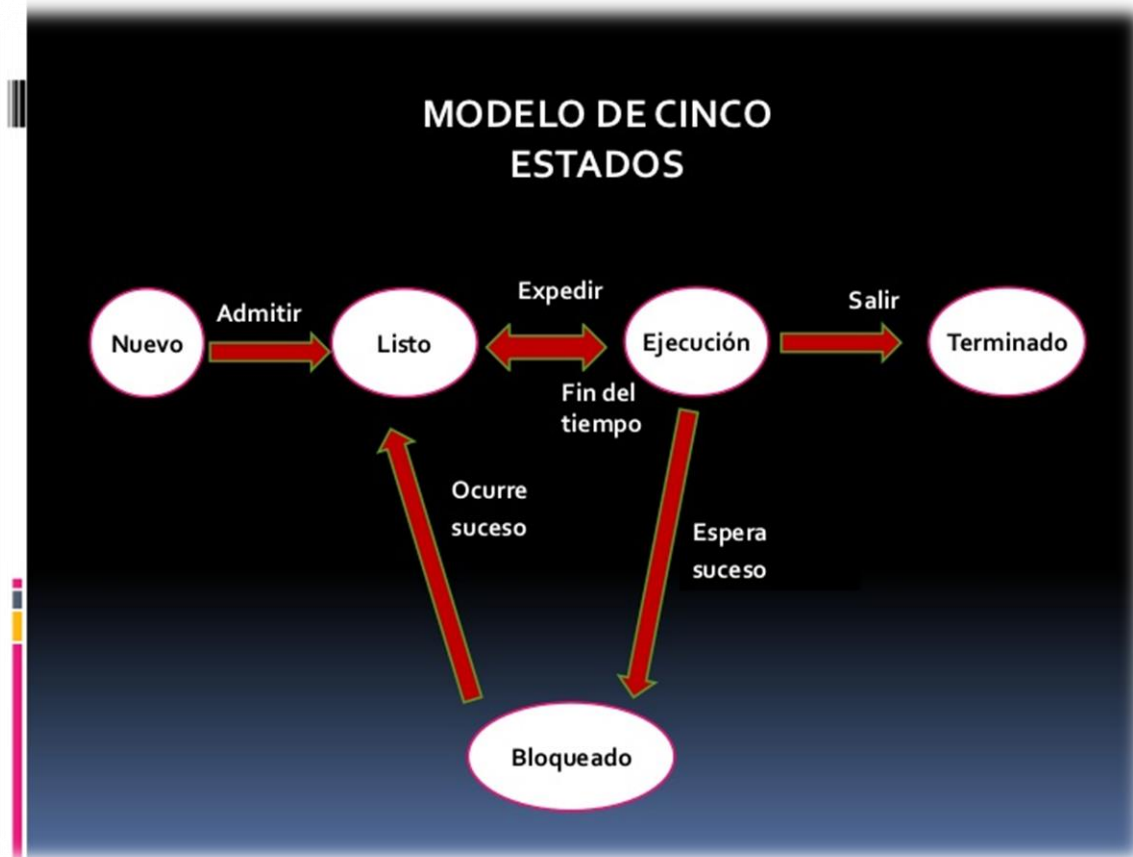 MODELO DE CINCO
ESTADOS
Nuevo
Admitir
Listo
Expedir
Fin del
tiempo
Ejecución
Salir
Terminado
Ocurre
suceso
Espera
suceso
Bloqueado